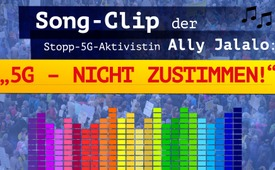 Song-Clip der
Stopp-5G-Aktivistin Ally Jalalo:
„5G – NICHT ZUSTIMMEN!“